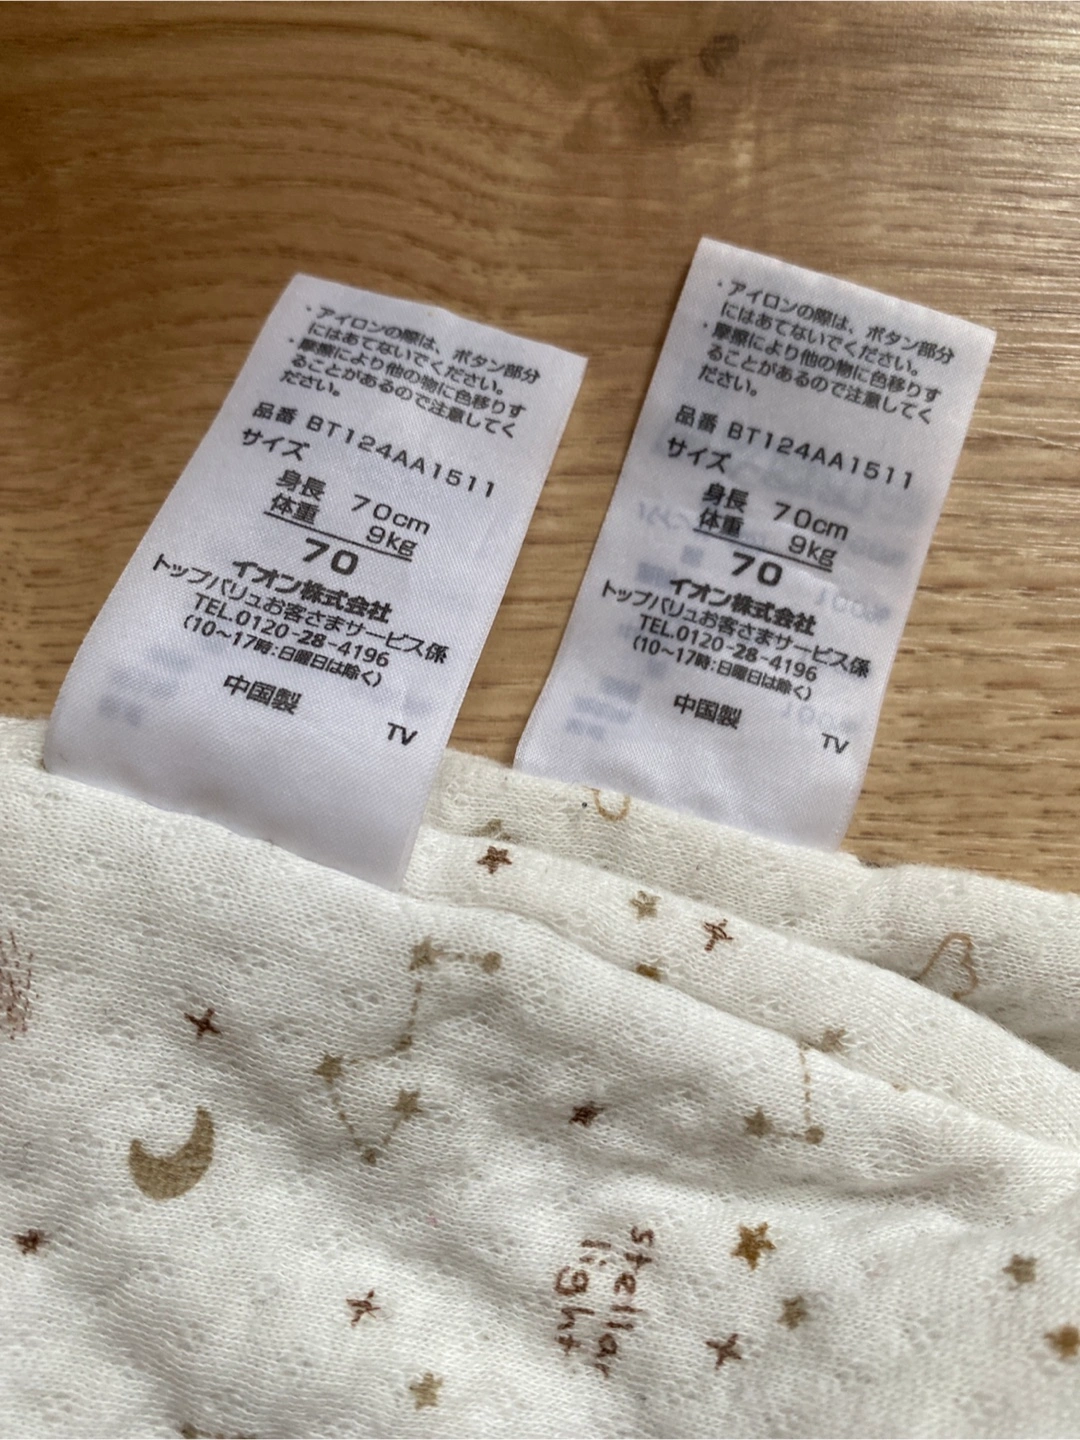 ・アイロンの際は、ボタン部分
にはあてないでください。
・摩擦により他の物に色移りす
ることがあるので注意してく
ださい。
品番 BT124AA1511
サイズ
身長 70cm
体重 9kg
70
イオン株式会社
トップバリュお客さまサービス係
TEL.0120-28-4196
(10~17時:日曜日は除く)
中国製
TV
・アイロンの際は、ボタン部分
にはあてないでください。
・摩擦により他の物に色移りす
ることがあるので注意してく
ださい。
品番 BT124AA1511
サイズ
身長 70cm
体重 9kg
70
イオン株式会社
トップバリュお客さまサービス係
TEL.0120-28-4196
(10~17時:日曜日は除く)
中国製
TV
stellar
light